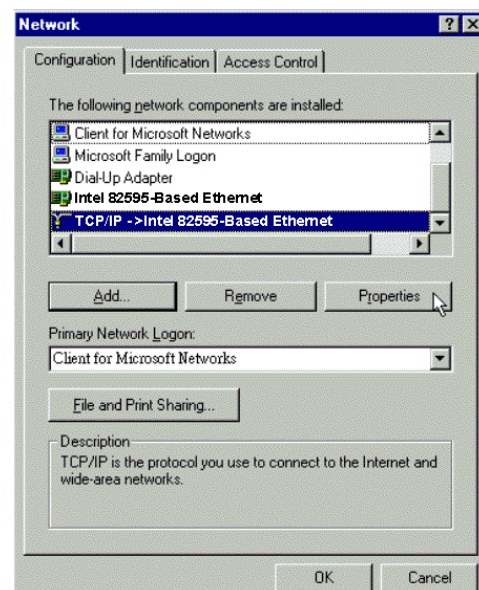 Network
Configuration Identification Access Control
The following network components are installed:
Client for Microsoft Networks
Microsoft Family Logon
Dial-Up Adapter
Intel 82595-Based Ethernet
TCP/IP ->Intel 82595-Based Ethernet
Add... Remove Properties
Primary Network Logon:
Client for Microsoft Networks
File and Print Sharing...
Description
TCP/IP is the protocol you use to connect to the Internet and
wide-area networks.
OK Cancel